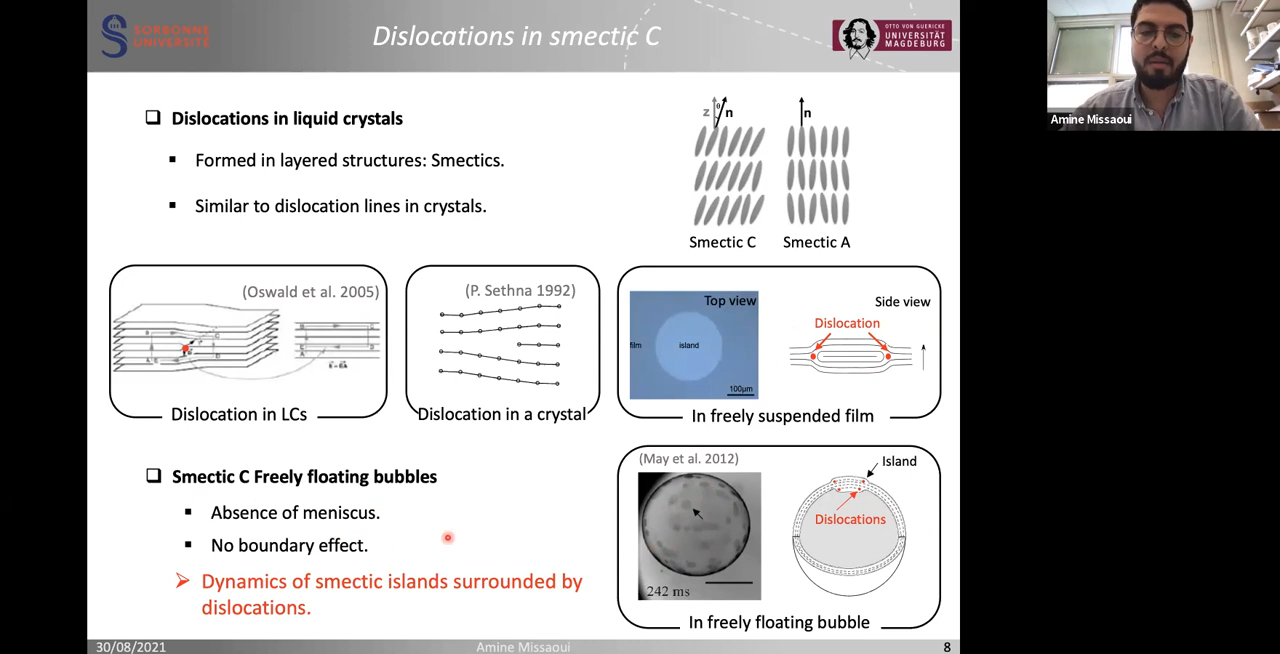 SORBONNE
UNIVERSITÉ
Dislocations in smectic C
OTTO VON GUERICKE
UNIVERSITÄT
MAGDEBURG
Amine Missaoui
❑ Dislocations in liquid crystals
▪ Formed in layered structures: Smectics.
▪ Similar to dislocation lines in crystals.
z θ n
n
Smectic C Smectic A
(Oswald et al. 2005)
Dislocation in LCs
(P. Sethna 1992)
Dislocation in a crystal
Top view
film
island
100μm
Side view
Dislocation
In freely suspended film
❑ Smectic C Freely floating bubbles
▪ Absence of meniscus.
▪ No boundary effect.
➢ Dynamics of smectic islands surrounded by
dislocations.
(May et al. 2012)
242 ms
Island
Dislocations
In freely floating bubble
30/08/2021
Amine Missaoui
8